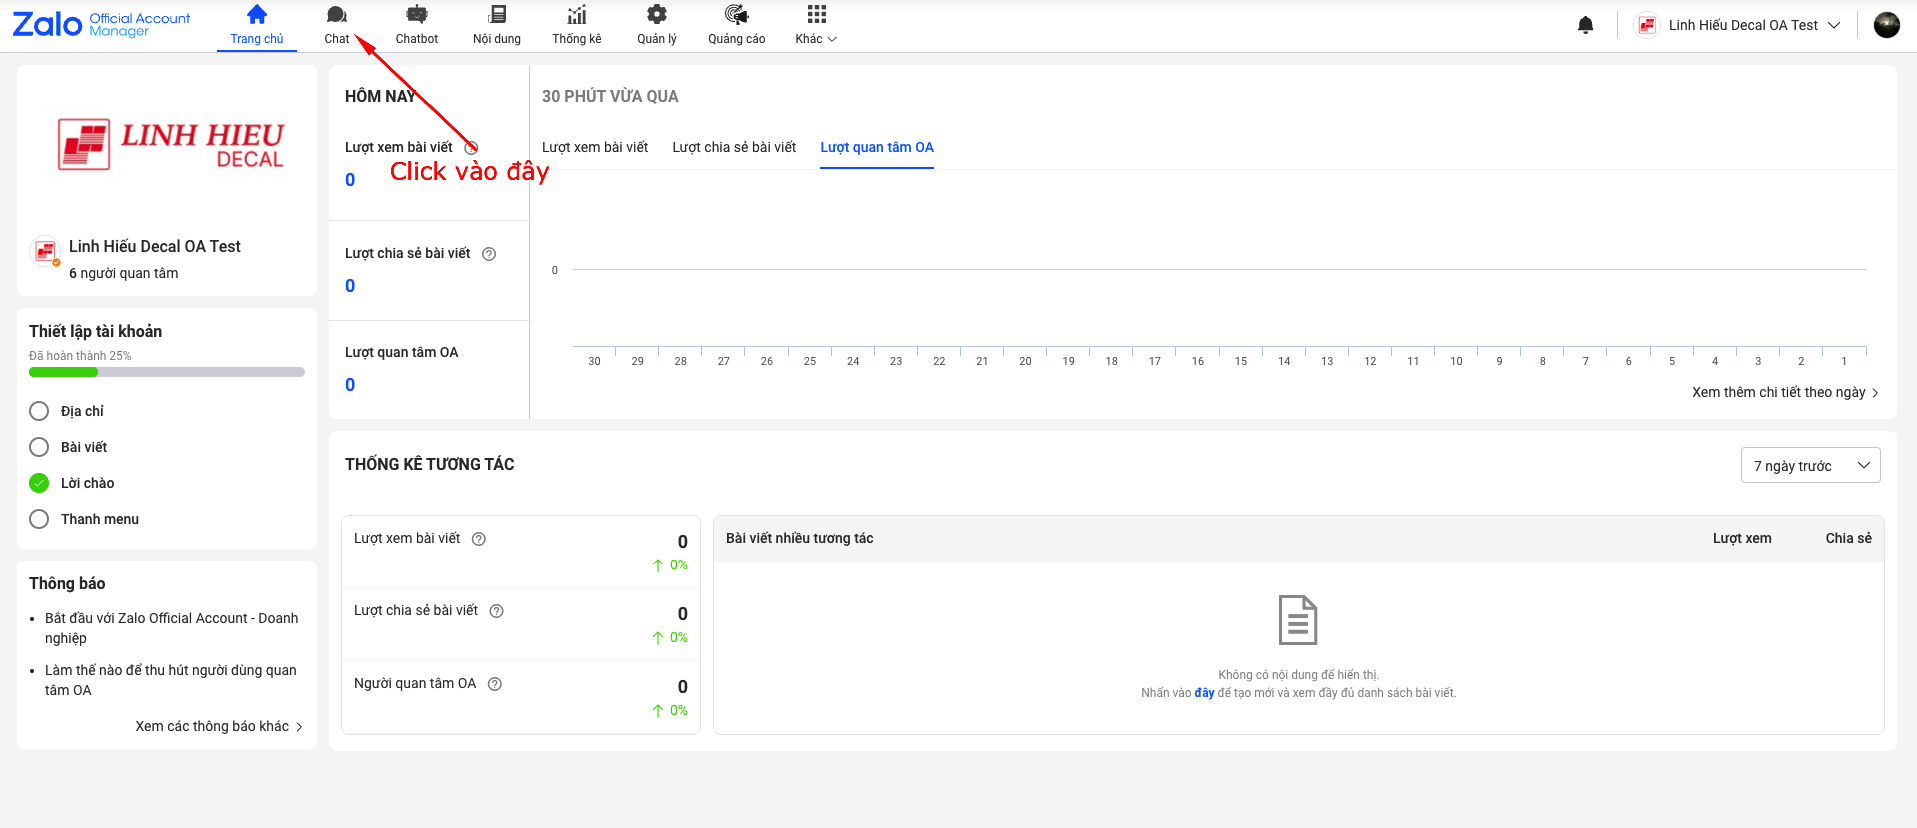 Zalo Official Account Manager
Trang chủ
Chat
Chatbot
Nội dung
Thống kê
Quản lý
Quảng cáo
Khác
Linh Hiếu Decal OA Test
LINH HIEU
DECAL
Linh Hiếu Decal OA Test
6 người quan tâm
Thiết lập tài khoản
Đã hoàn thành 25%
Địa chỉ
Bài viết
Lời chào
Thanh menu
Thông báo
Bắt đầu với Zalo Official Account - Doanh
nghiệp
Làm thế nào để thu hút người dùng quan
tâm OA
Xem các thông báo khác
HÔM NAY
Lượt xem bài viết
0
Click vào đây
Lượt chia sẻ bài viết
0
Lượt quan tâm OA
0
30 PHÚT VỪA QUA
Lượt xem bài viết
Lượt chia sẻ bài viết
Lượt quan tâm OA
0
30 29 28 27 26 25 24 23 22 21 20 19 18 17 16 15 14 13 12 11 10 9 8 7 6 5 4 3 2 1
Xem thêm chi tiết theo ngày
THỐNG KÊ TƯƠNG TÁC
7 ngày trước
Lượt xem bài viết
0
0%
Lượt chia sẻ bài viết
0
0%
Người quan tâm OA
0
0%
Bài viết nhiều tương tác
Lượt xem
Chia sẻ
Không có nội dung để hiển thị.
Nhấn vào đây để tạo mới và xem đầy đủ danh sách bài viết.